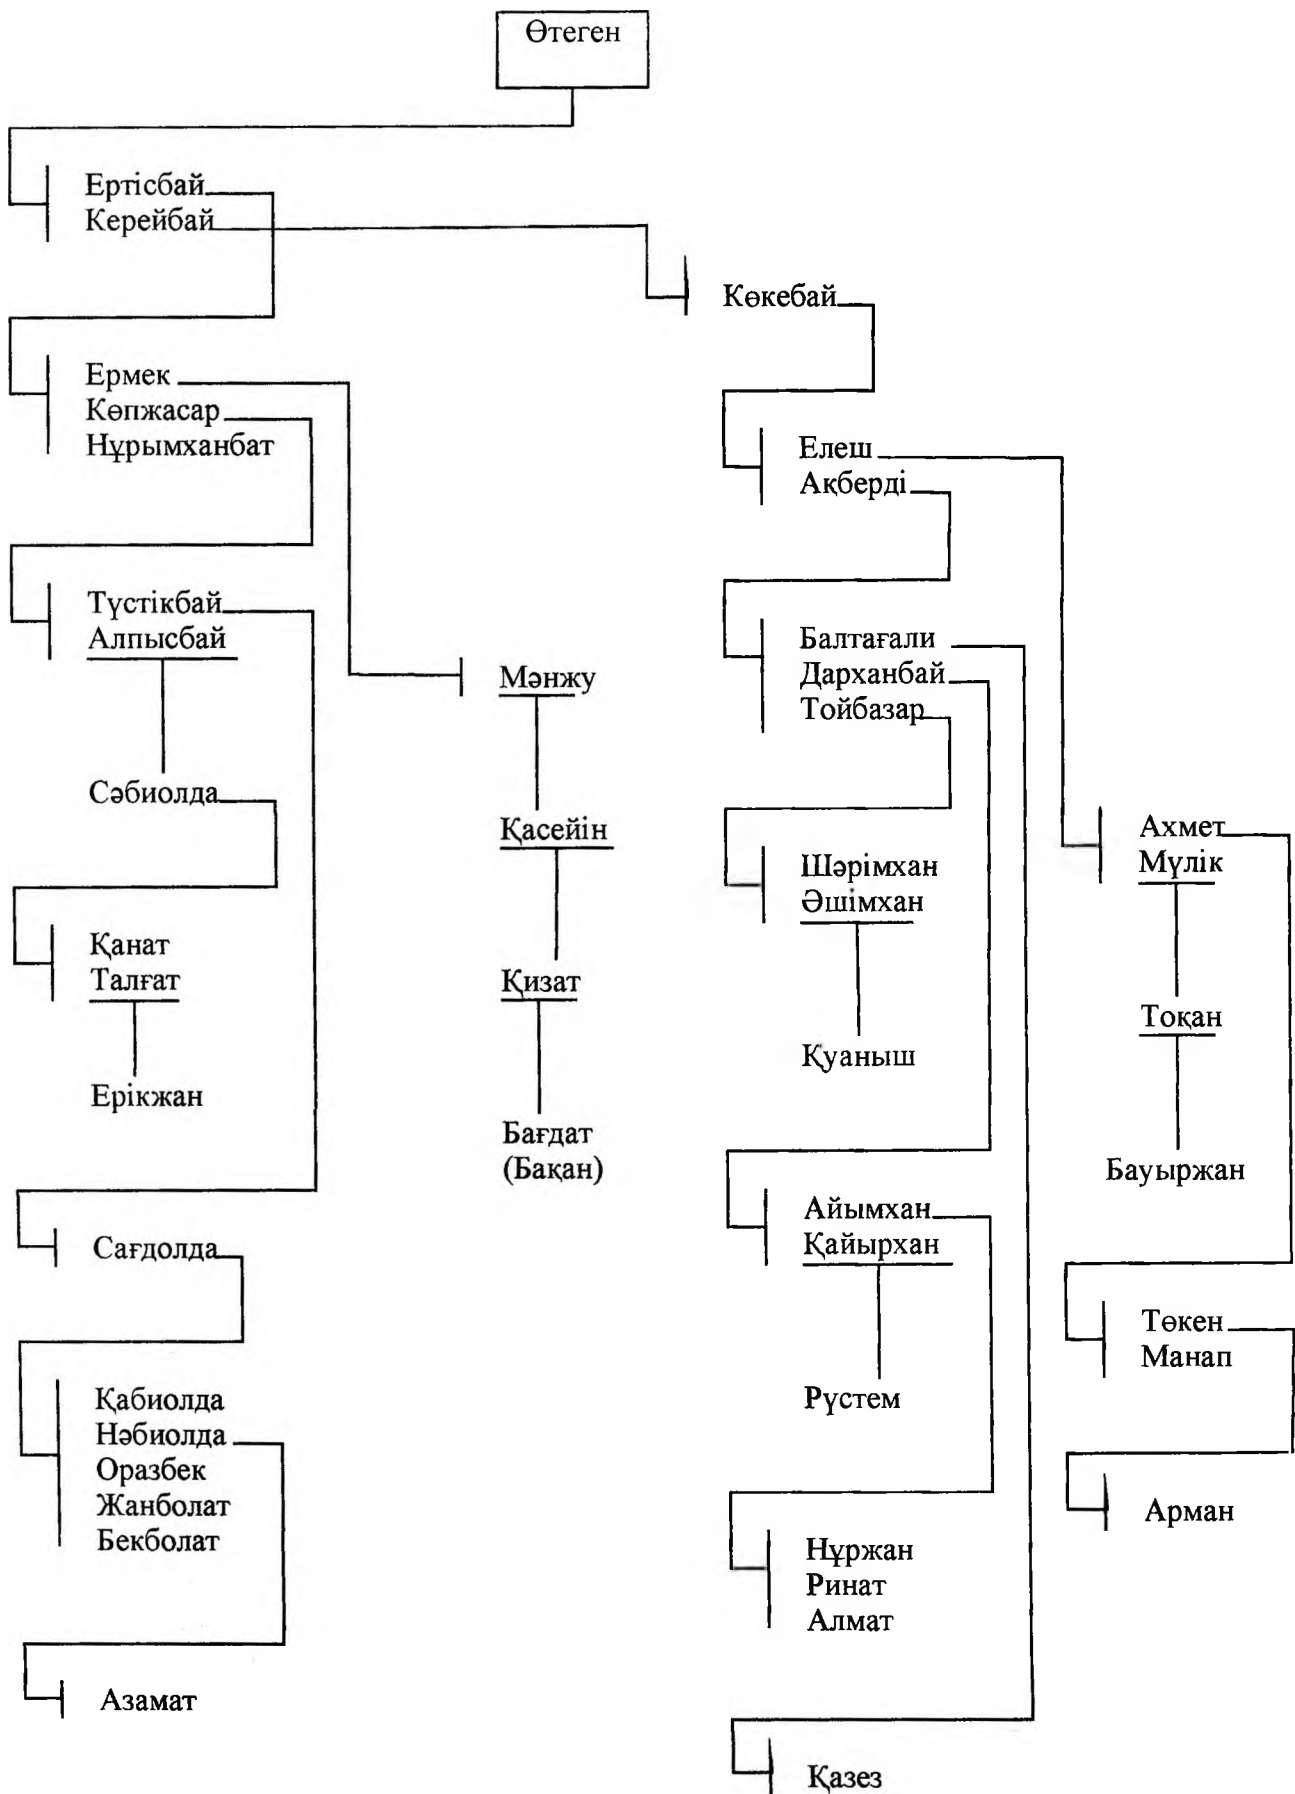 Өтеген
Ертісбай
Керейбай
Көкебай
Ермек
Көпжасар
Нұрымханбат
Елеш
Ақберді
Түстікбай
Алпысбай
Мәнжу
Балтағали
Дарханбай
Тойбазар
Сәбиолда
Қасейін
Шәрімхан
Әшімхан
Ахмет
Мүлік
Қанат
Талғат
Қизат
Тоқан
Ерікжан
Қуаныш
Бағдат
(Бақан)
Бауыржан
Сағдолда
Айымхан
Қайырхан
Төкен
Манап
Қабиолда
Нәбиолда
Оразбек
Жанболат
Бекболат
Рүстем
Арман
Нұржан
Ринат
Алмат
Азамат
Қазез